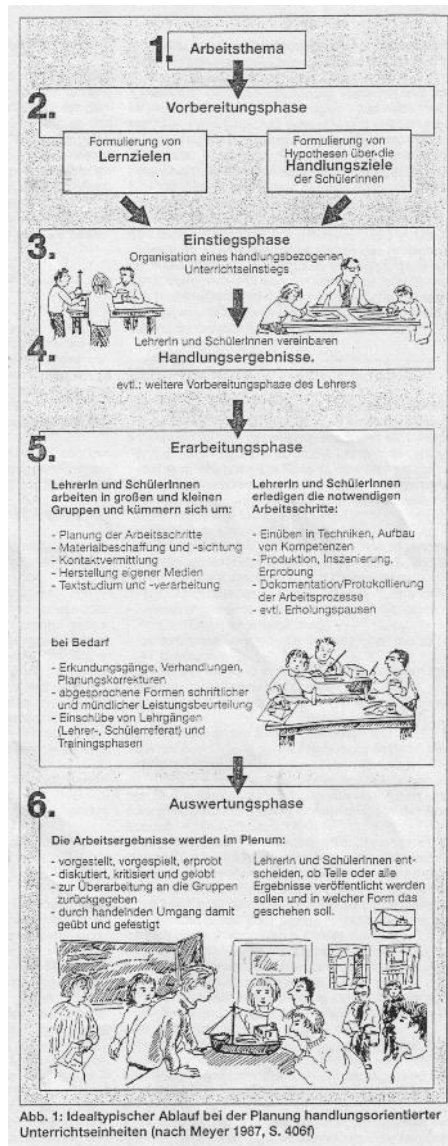 1. Arbeitsthema
2. Vorbereitungsphase
Formulierung von
Lernzielen
Formulierung von
Hypothesen über die
Handlungsziele
der SchülerInnen
3. Einstiegsphase
Organisation eines handlungsbezogenen
Unterrichtseinstiegs
4. LehrerIn und SchülerInnen vereinbaren
Handlungsergebnisse.
evtl.: weitere Vorbereitungsphase des Lehrers
5. Erarbeitungsphase
LehrerIn und SchülerInnen
arbeiten in großen und kleinen
Gruppen und kümmern sich um:
- Planung der Arbeitsschritte
- Materialbeschaffung und -sichtung
- Kontaktvermittlung
- Herstellung eigener Medien
- Textstudium und -verarbeitung
LehrerIn und SchülerInnen
erledigen die notwendigen
Arbeitsschritte:
- Einüben in Techniken, Aufbau
von Kompetenzen
- Produktion, Inszenierung,
Erprobung
- Dokomentation/Protokollierung
der Arbeitsprozesse
- evtl. Erholungspausen
bei Bedarf
- Erkundungsgänge, Verhandlungen,
Planungskorrekturen
- abgesprochene Formen schriftlicher
und mündlicher Leistungsbeurteilung
- Einschübe von Lehrgängen
(Lehrer-, Schülerreferat) und
Trainingsphasen
6. Auswertungsphase
Die Arbeitsergebnisse werden im Plenum:
- vorgestellt, vorgespielt, erprobt
- diskutiert, kritisiert und gelobt
- zur Überarbeitung an die Gruppen
zurückgegeben
- durch handelnden Umgang damit
geübt und gefestigt
LehrerIn und SchülerInnen ent-
scheiden, ob Teile oder alle
Ergebnisse veröffentlicht werden
sollen und in welcher Form das
geschehen soll.
Abb. 1: Idealtypischer Ablauf bei der Planung handlungsorientierter
Unterrichtseinheiten (nach Meyer 1987, S. 406f)